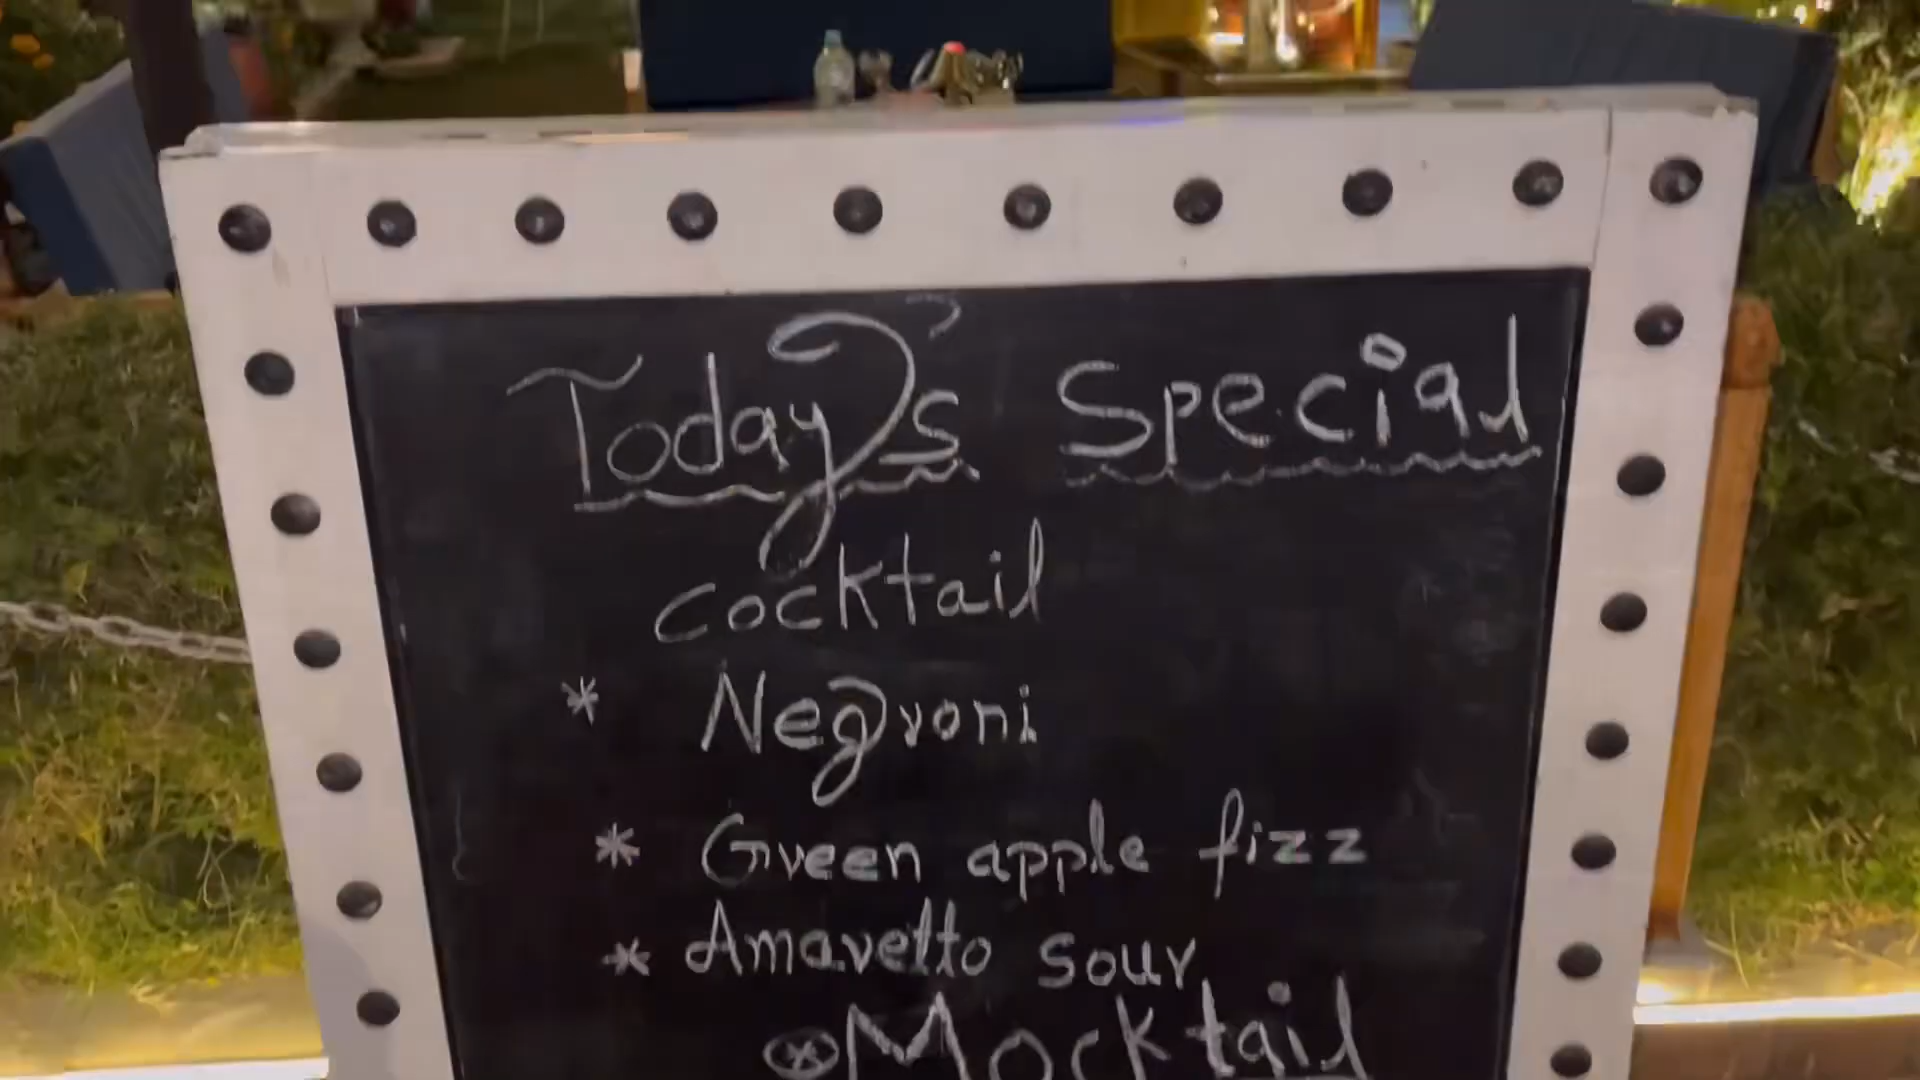 Today's Special
cocktail
* Negroni
* Green apple fizz
* Amaretto sour
⊛ Mocktail